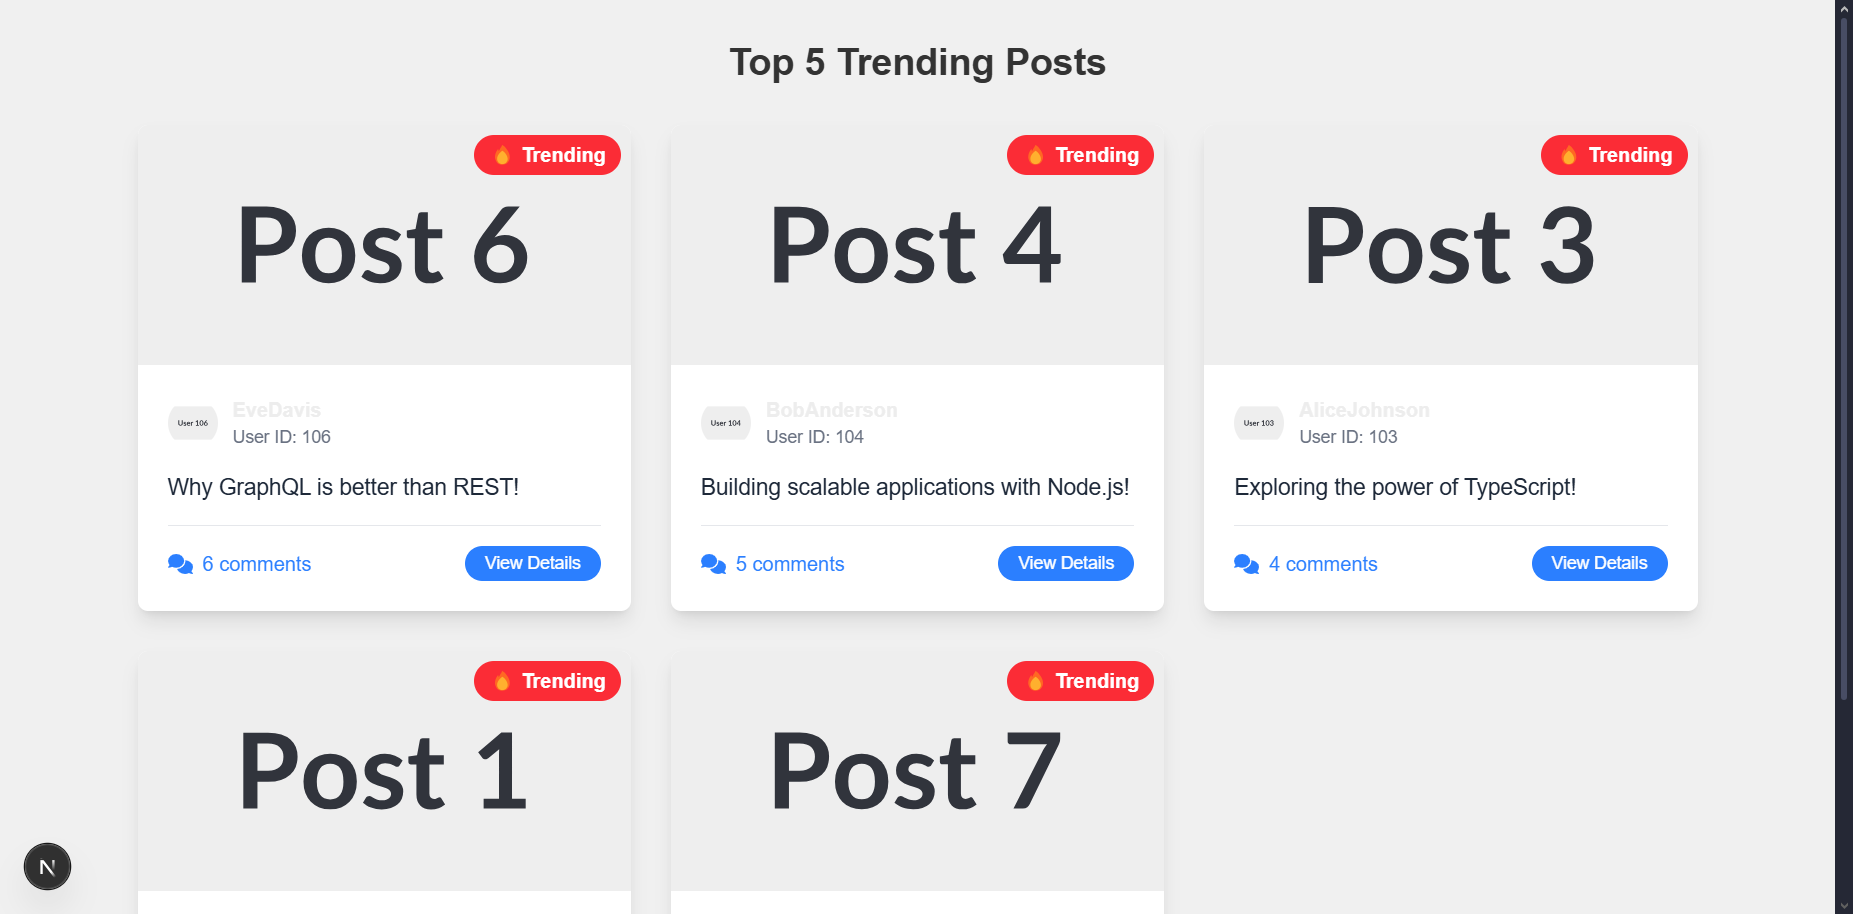 Top 5 Trending Posts
🔥 Trending
Post 6
User 106
EveDavis
User ID: 106
Why GraphQL is better than REST!
6 comments
View Details
🔥 Trending
Post 4
User 104
BobAnderson
User ID: 104
Building scalable applications with Node.js!
5 comments
View Details
🔥 Trending
Post 3
User 103
AliceJohnson
User ID: 103
Exploring the power of TypeScript!
4 comments
View Details
🔥 Trending
Post 1
🔥 Trending
Post 7
N